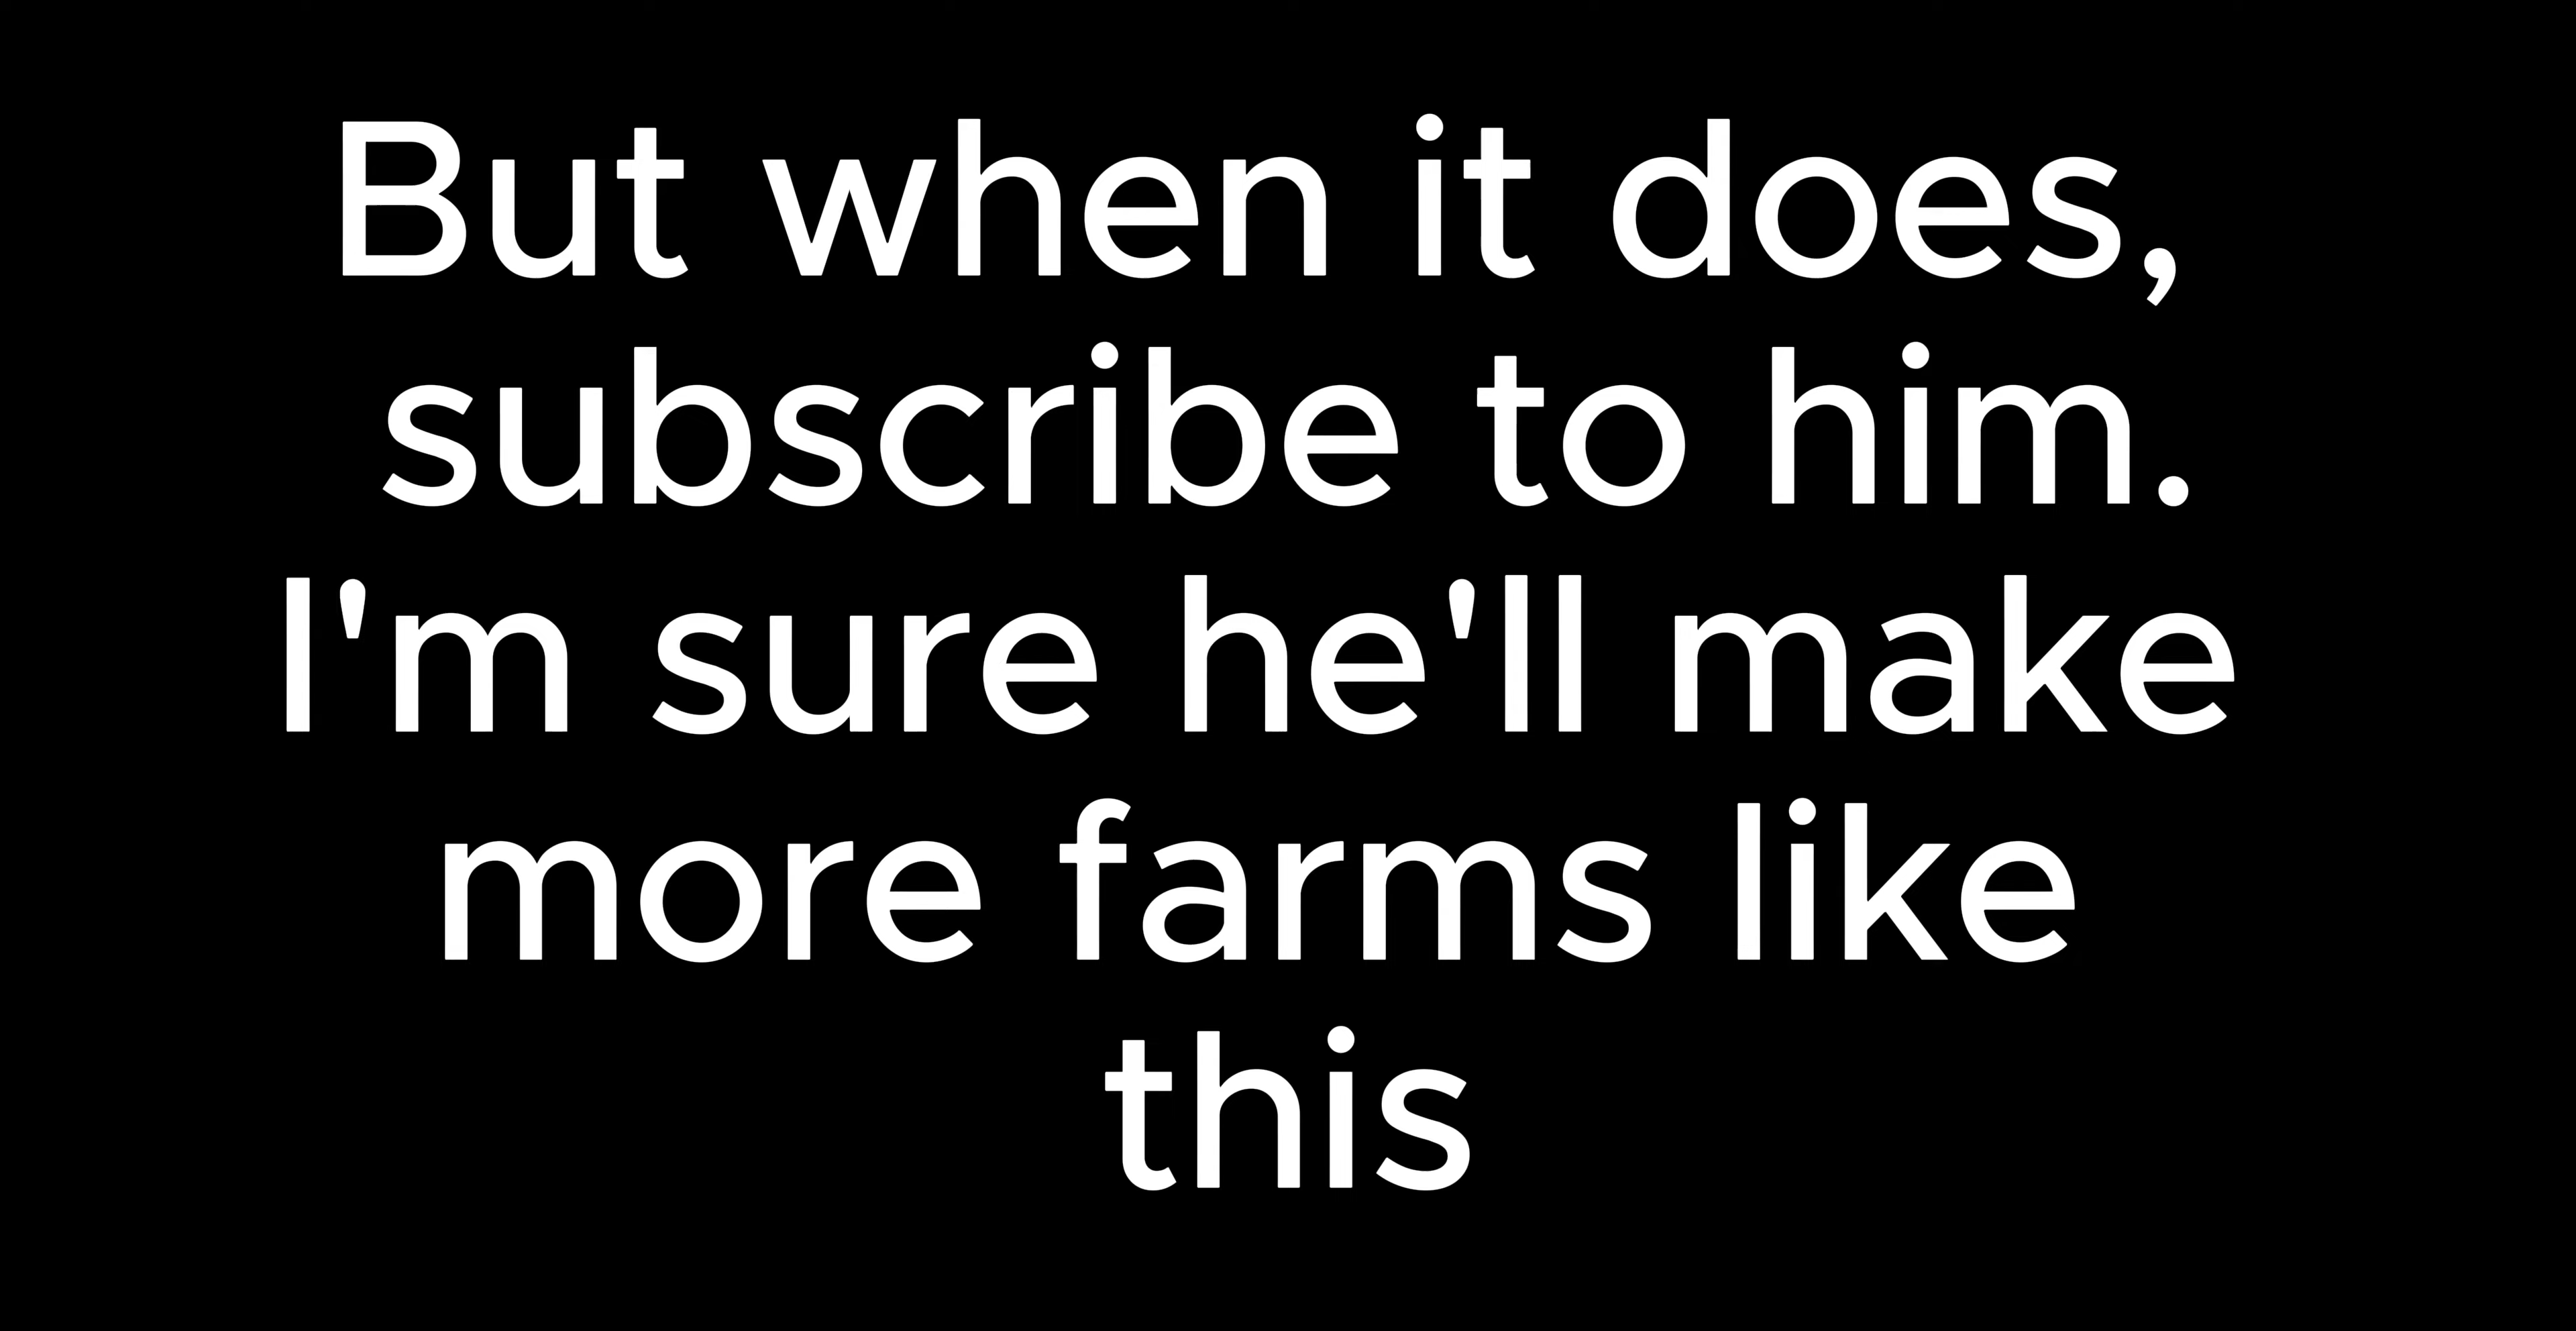 But when it does,
subscribe to him.
I'm sure he'll make
more farms like
this